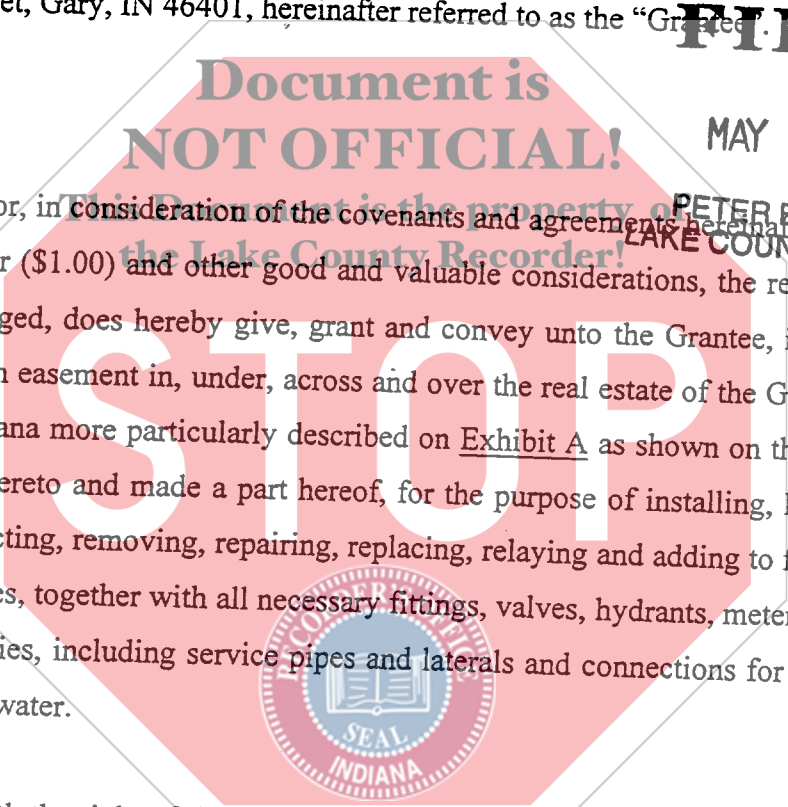 et, Gary, IN 46401, hereinafter referred to as the “Grantee”.
Document is
NOT OFFICIAL!
MAY
This Document is the property of
or, in consideration of the covenants and agreements hereinaf
PETER
LAKE COUN
the Lake County Recorder!
r ($1.00) and other good and valuable considerations, the re
ged, does hereby give, grant and convey unto the Grantee, i
n easement in, under, across and over the real estate of the G
ana more particularly described on Exhibit A as shown on th
ereto and made a part hereof, for the purpose of installing,
cting, removing, repairing, replacing, relaying and adding to f
es, together with all necessary fittings, valves, hydrants, meter
ies, including service pipes and laterals and connections for
water.
STOP
RECORDER'S OFFICE
SEAL
INDIANA